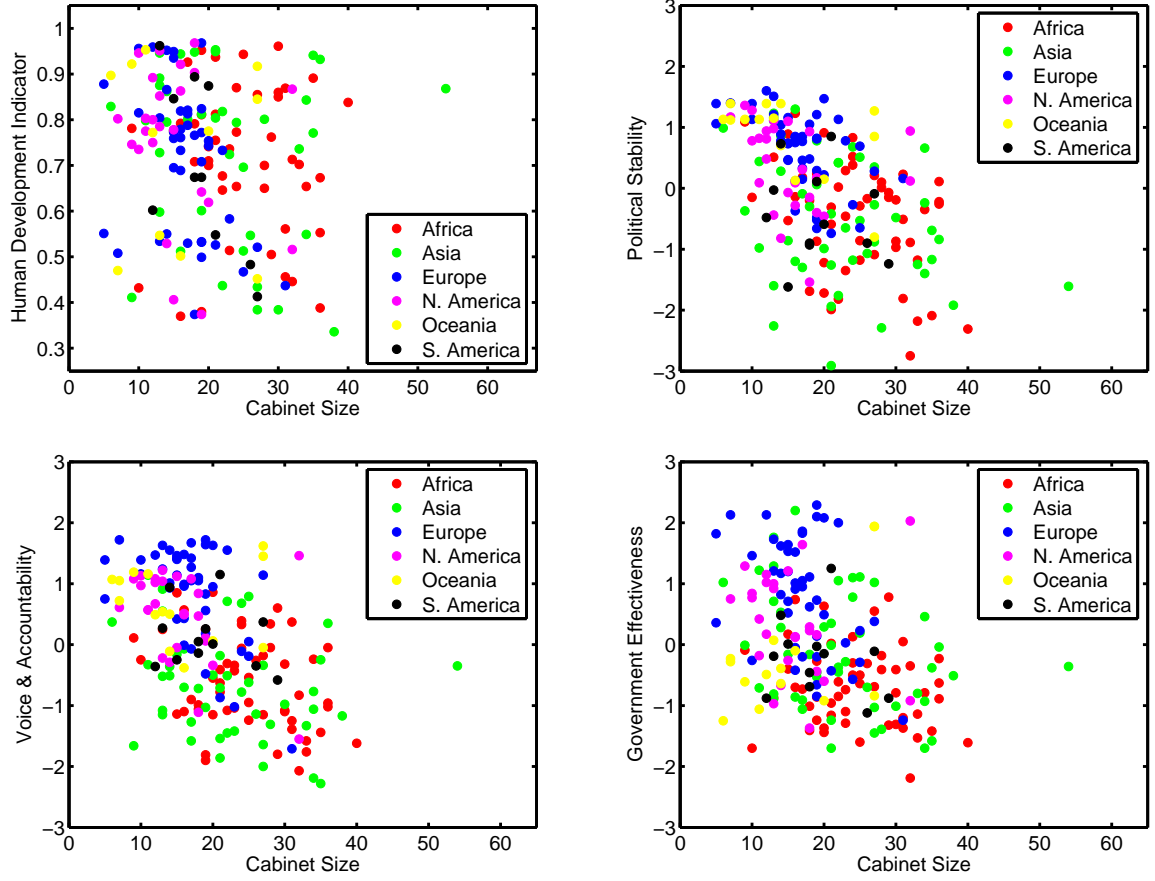 1
0.9
0.8
0.7
0.6
0.5
0.4
0.3
Human Development Indicator
0 10 20 30 40 50 60
Cabinet Size
Africa
Asia
Europe
N. America
Oceania
S. America
3
2
1
0
−1
−2
−3
Political Stability
0 10 20 30 40 50 60
Cabinet Size
Africa
Asia
Europe
N. America
Oceania
S. America
3
2
1
0
−1
−2
−3
Voice & Accountability
0 10 20 30 40 50 60
Cabinet Size
Africa
Asia
Europe
N. America
Oceania
S. America
3
2
1
0
−1
−2
−3
Government Effectiveness
0 10 20 30 40 50 60
Cabinet Size
Africa
Asia
Europe
N. America
Oceania
S. America